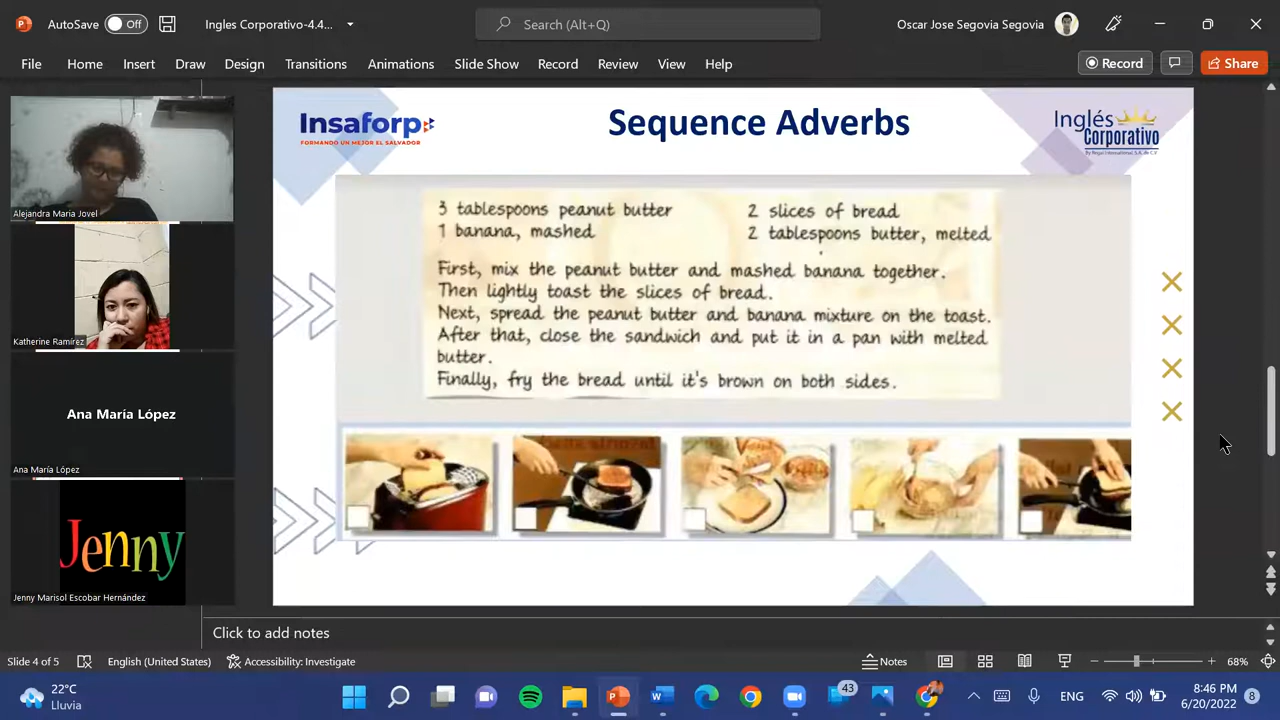 AutoSave
Off
Ingles Corporativo-4.4...
Search (Alt+Q)
Oscar Jose Segovia Segovia
File
Home
Insert
Draw
Design
Transitions
Animations
Slide Show
Record
Review
View
Help
Record
Share
Alejandra Maria Jovel
Katherine Ramírez
Ana María López
Ana María López
Jenny
Jenny Marisol Escobar Hernández
Insaforp
FORMANDO UN MEJOR EL SALVADOR
Sequence Adverbs
Inglés
Corporativo
By Regal International, S.A. de C.V
3 tablespoons peanut butter
2 slices of bread
1 banana, mashed
2 tablespoons butter, melted
First, mix the peanut butter and mashed banana together.
Then lightly toast the slices of bread.
Next, spread the peanut butter and banana mixture on the toast.
After that, close the sandwich and put it in a pan with melted
butter.
Finally, fry the bread until it's brown on both sides.
Click to add notes
Slide 4 of 5
English (United States)
Accessibility: Investigate
Notes
68%
22°C
Lluvia
43
ENG
8:46 PM
6/20/2022
8